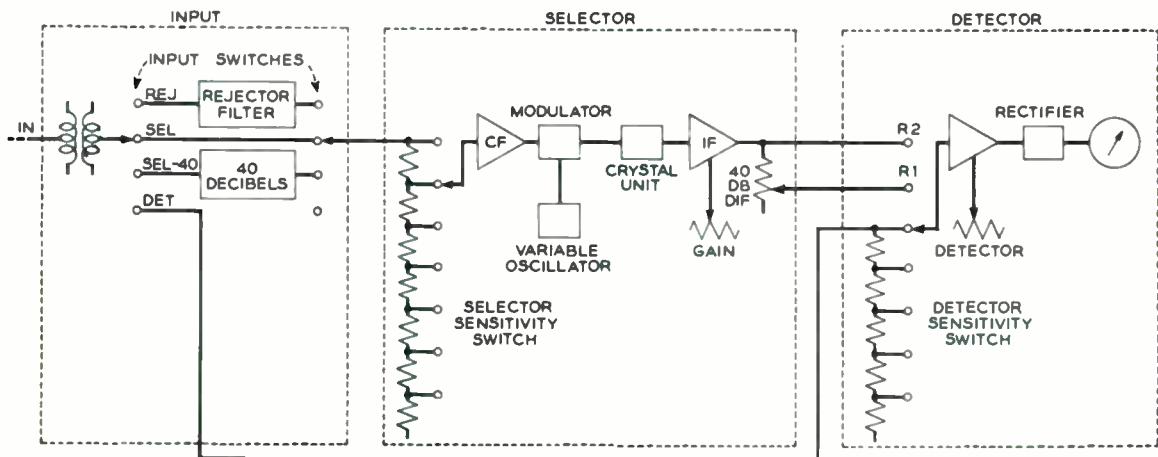 INPUT
INPUT SWITCHES
REJ
REJECTOR
FILTER
IN
SEL
SEL-40
40
DECIBELS
DET
SELECTOR
CF
MODULATOR
CRYSTAL
UNIT
IF
40
DB
DIF
VARIABLE
OSCILLATOR
GAIN
SELECTOR
SENSITIVITY
SWITCH
DETECTOR
R2
R1
RECTIFIER
DETECTOR
DETECTOR
SENSITIVITY
SWITCH